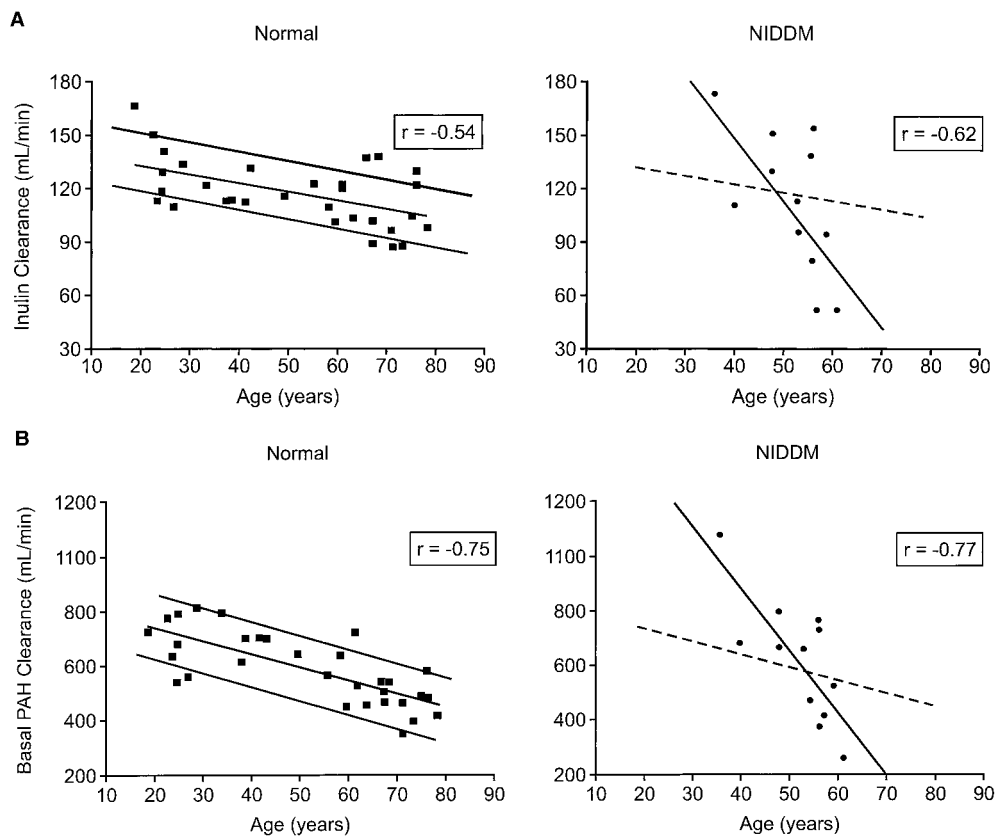 A
Normal
NIDDM
Inulin Clearance (mL/min)
180
150
120
90
60
30
r = -0.54
10 20 30 40 50 60 70 80 90
Age (years)
180
150
120
90
60
30
r = -0.62
10 20 30 40 50 60 70 80 90
Age (years)
B
Normal
NIDDM
Basal PAH Clearance (mL/min)
1200
1100
800
600
400
200
r = -0.75
10 20 30 40 50 60 70 80 90
Age (years)
1200
1100
800
600
400
200
r = -0.77
10 20 30 40 50 60 70 80 90
Age (years)